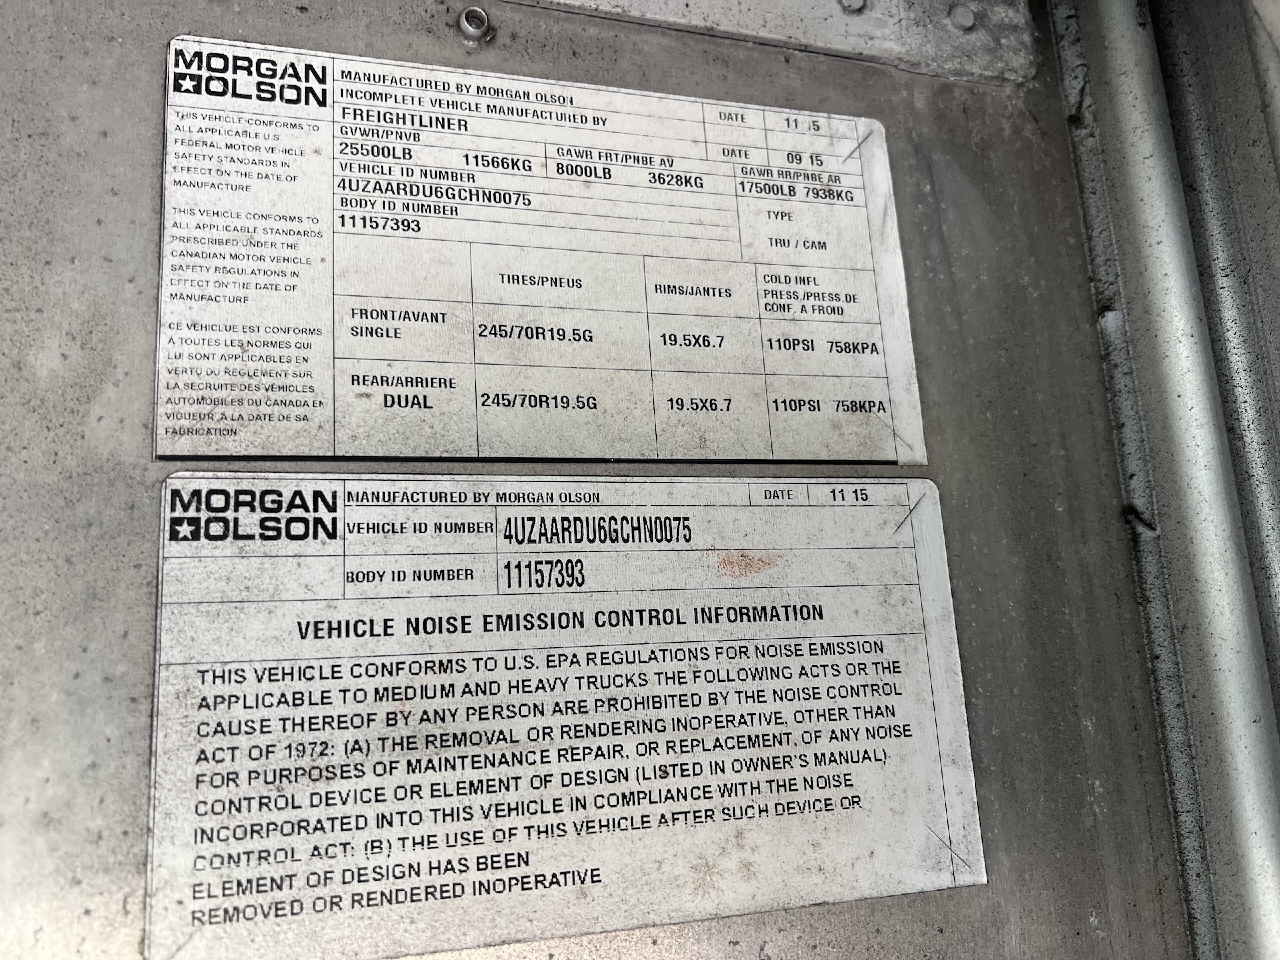 MORGAN
OLSON
THIS VEHICLE CONFORMS TO
ALL APPLICABLE U.S.
FEDERAL MOTOR VEHICLE
SAFETY STANDARDS IN
EFFECT ON THE DATE OF
MANUFACTURE
THIS VEHICLE CONFORMS TO
ALL APPLICABLE STANDARDS
PRESCRIBED UNDER THE
CANADIAN MOTOR VEHICLE
SAFETY REGULATIONS IN
EFFECT ON THE DATE OF
MANUFACTURE
CE VÉHICLUE EST CONFORMS
A TOUTES LES NORMES QUI
LUI SONT APPLICABLES EN
VERTU DU REGLEMENT SUR
LA SECRUITE DES VÉHICLES
AUTOMOBILES DU CANADA EN
VIGUEUR A LA DATE DE SA
FABRICATION
MANUFACTURED BY MORGAN OLSON DATE 11 15
INCOMPLETE VEHICLE MANUFACTURED BY
FREIGHTLINER DATE 09 15
GVWR/PNVB GAWR FRT/PNBE AV GAWR RR/PNBE AR
25500LB 11566KG 8000LB 3628KG 17500LB 7938KG
VEHICLE ID NUMBER TYPE
4UZAARDU6GCHN0075
BODY ID NUMBER TRU / CAM
11157393
TIRES/PNEUS RIMS/JANTES COLD INFL
PRESS./PRESS.DE
CONF. A FROID
FRONT/AVANT
SINGLE 245/70R19.5G 19.5X6.7 110PSI 758KPA
REAR/ARRIERE
DUAL 245/70R19.5G 19.5X6.7 110PSI 758KPA
MORGAN
OLSON
MANUFACTURED BY MORGAN OLSON DATE 11 15
VEHICLE ID NUMBER 4UZAARDU6GCHN0075
BODY ID NUMBER 11157393
VEHICLE NOISE EMISSION CONTROL INFORMATION
THIS VEHICLE CONFORMS TO U.S. EPA REGULATIONS FOR NOISE EMISSION
APPLICABLE TO MEDIUM AND HEAVY TRUCKS THE FOLLOWING ACTS OR THE
CAUSE THEREOF BY ANY PERSON ARE PROHIBITED BY THE NOISE CONTROL
ACT OF 1972: (A) THE REMOVAL OR RENDERING INOPERATIVE, OTHER THAN
FOR PURPOSES OF MAINTENANCE REPAIR, OR REPLACEMENT, OF ANY NOISE
CONTROL DEVICE OR ELEMENT OF DESIGN (LISTED IN OWNER'S MANUAL)
INCORPORATED INTO THIS VEHICLE IN COMPLIANCE WITH THE NOISE
CONTROL ACT: (B) THE USE OF THIS VEHICLE AFTER SUCH DEVICE OR
ELEMENT OF DESIGN HAS BEEN
REMOVED OR RENDERED INOPERATIVE